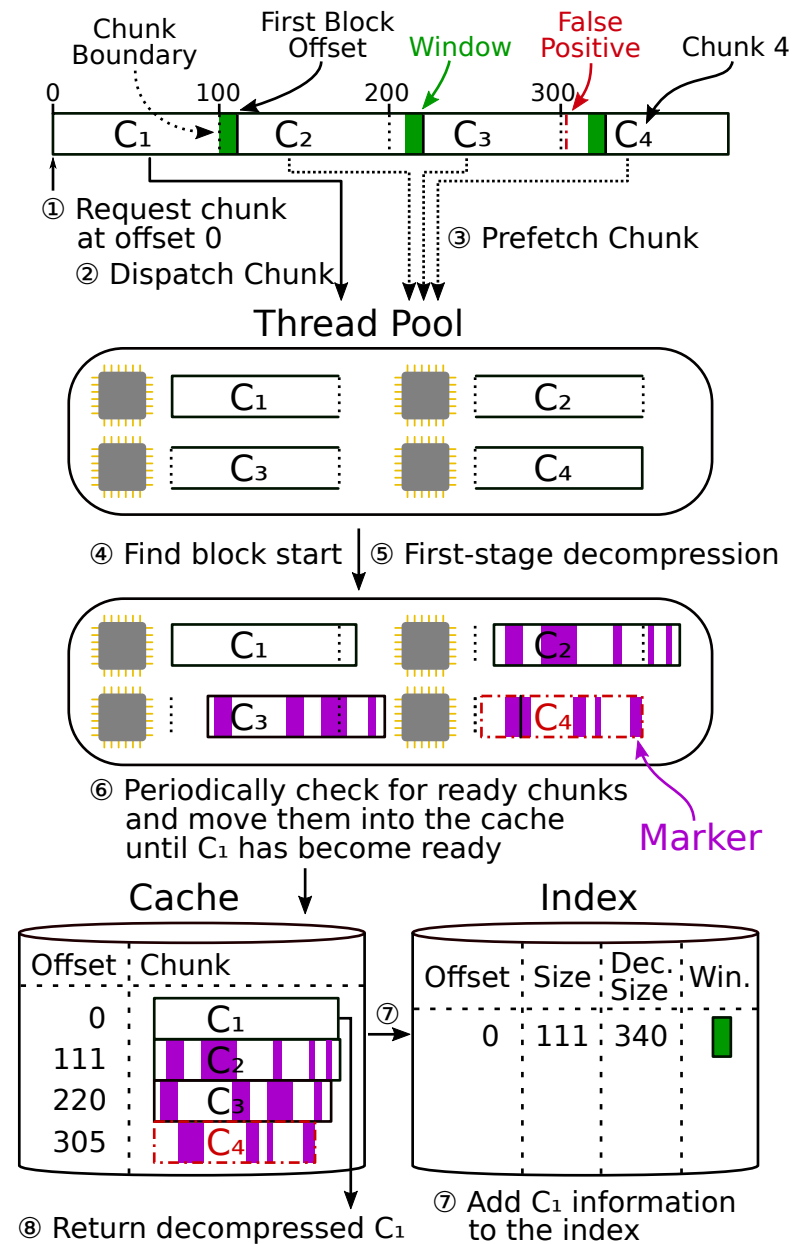 Chunk
Boundary
First Block
Offset
Window
False
Positive
Chunk 4
0 100 200 300
C₁ C₂ C₃ C₄
① Request chunk
at offset 0
② Dispatch Chunk
③ Prefetch Chunk
Thread Pool
C₁ C₂
C₃ C₄
④ Find block start
⑤ First-stage decompression
C₁ C₂
C₃ C₄
⑥ Periodically check for ready chunks
and move them into the cache
until C₁ has become ready
Marker
Cache
Offset Chunk
0 C₁
111 C₂
220 C₃
305 C₄
⑦
Index
Offset Size Dec. Size Win.
0 111 340
⑦ Add C₁ information
to the index
⑧ Return decompressed C₁